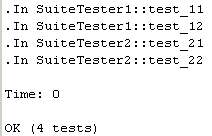 .In SuiteTester1::test_11
.In SuiteTester1::test_12
.In SuiteTester2::test_21
.In SuiteTester2::test_22
Time: 0
OK (4 tests)